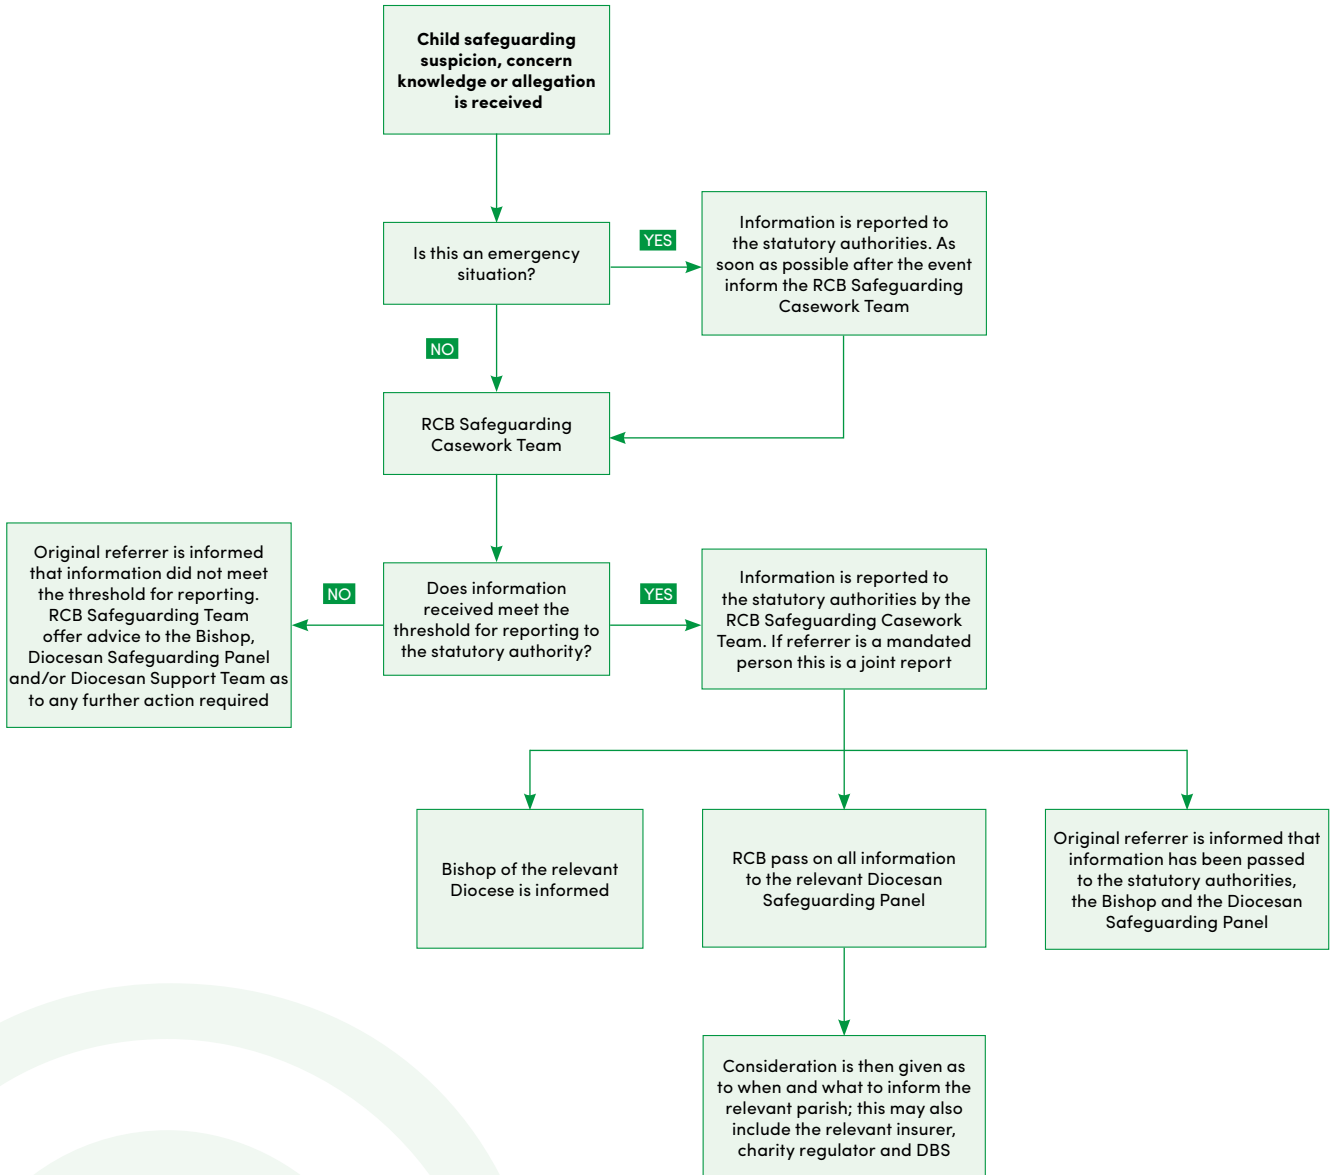 Child safeguarding
suspicion, concern
knowledge or allegation
is received
Is this an emergency
situation?
YES
Information is reported to
the statutory authorities. As
soon as possible after the event
inform the RCB Safeguarding
Casework Team
NO
RCB Safeguarding
Casework Team
Original referrer is informed
that information did not meet
the threshold for reporting.
RCB Safeguarding Team
offer advice to the Bishop,
Diocesan Safeguarding Panel
and/or Diocesan Support Team as
to any further action required
NO
Does information
received meet the
threshold for reporting to
the statutory authority?
YES
Information is reported to
the statutory authorities by the
RCB Safeguarding Casework
Team. If referrer is a mandated
person this is a joint report
Bishop of the relevant
Diocese is informed
RCB pass on all information
to the relevant Diocesan
Safeguarding Panel
Original referrer is informed that
information has been passed
to the statutory authorities,
the Bishop and the Diocesan
Safeguarding Panel
Consideration is then given as
to when and what to inform the
relevant parish; this may also
include the relevant insurer,
charity regulator and DBS